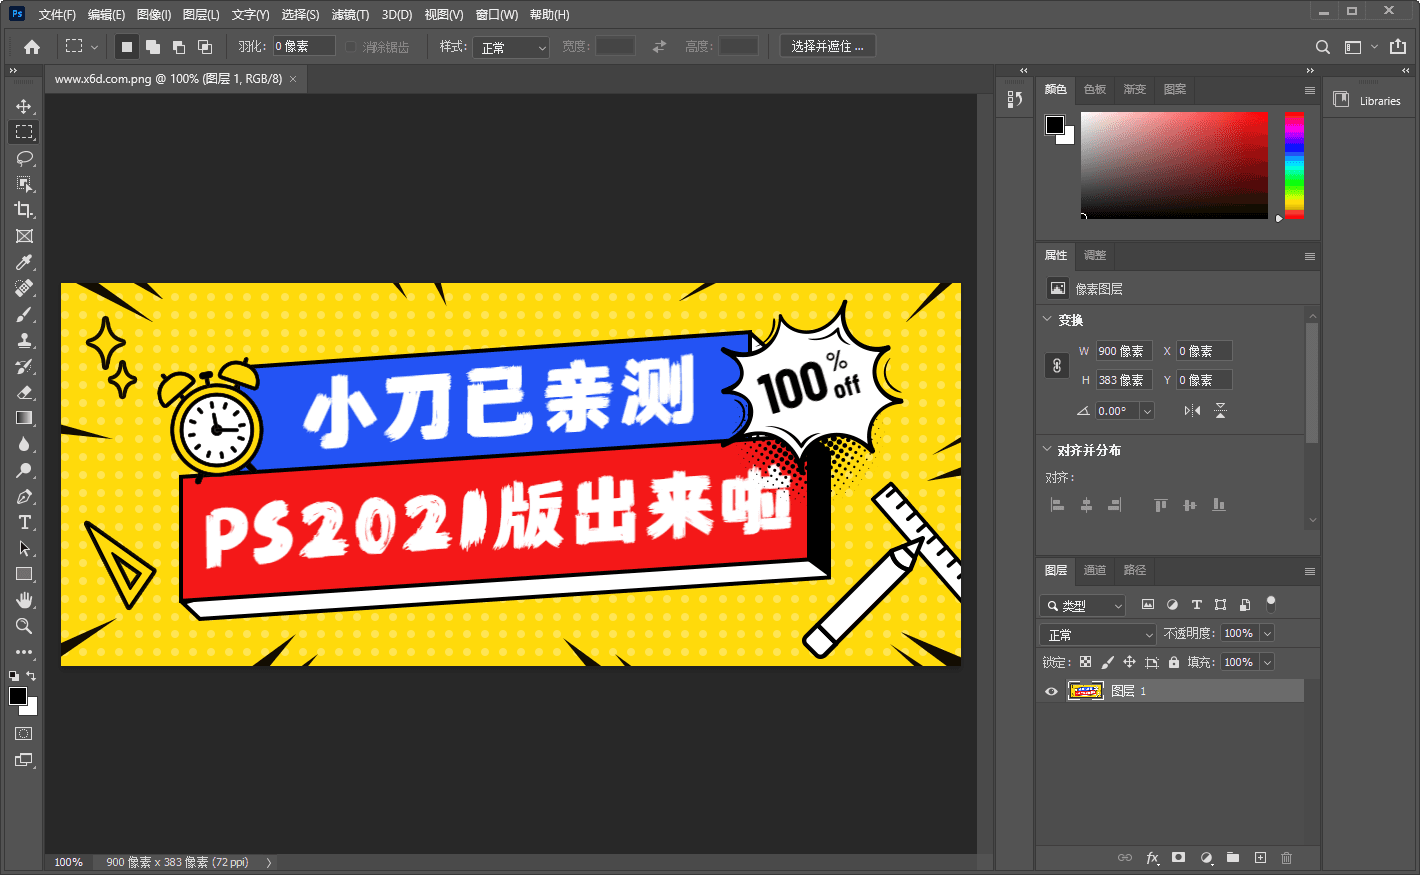 Ps 文件(F) 编辑(E) 图像(I) 图层(L) 文字(Y) 选择(S) 滤镜(T) 3D(D) 视图(V) 窗口(W) 帮助(H)
羽化: 0 像素 消除锯齿 样式: 正常 宽度: 高度: 选择并遮住 ...
www.x6d.com.png @ 100% (图层 1, RGB/8) ×
颜色 色板 渐变 图案
Libraries
属性 调整
像素图层
变换
W 900 像素 X 0 像素
H 383 像素 Y 0 像素
0.00°
对齐并分布
对齐:
图层 通道 路径
类型
正常 不透明度: 100%
锁定: 填充: 100%
图层 1
fx
小刀已亲测
100% off
PS2021版出来啦
100% 900 像素 x 383 像素 (72 ppi)